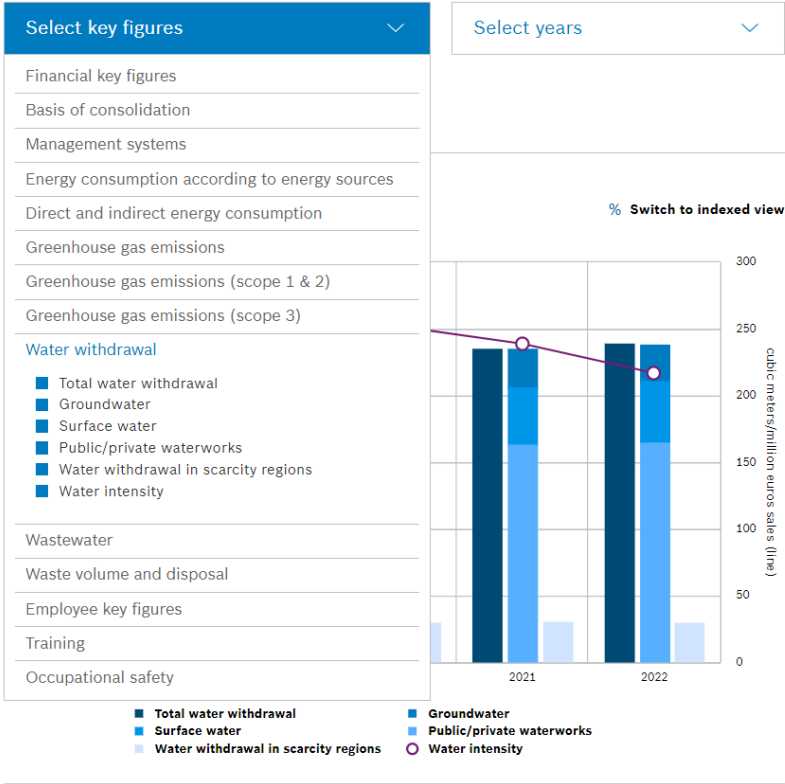 Select key figures
Select years
Financial key figures
Basis of consolidation
Management systems
Energy consumption according to energy sources
Direct and indirect energy consumption
Greenhouse gas emissions
Greenhouse gas emissions (scope 1 & 2)
Greenhouse gas emissions (scope 3)
Water withdrawal
Total water withdrawal
Groundwater
Surface water
Public/private waterworks
Water withdrawal in scarcity regions
Water intensity
Wastewater
Waste volume and disposal
Employee key figures
Training
Occupational safety
% Switch to indexed view
300
250
200
150
100
50
0
cubic meters/million euros sales (line)
2021
2022
Total water withdrawal
Groundwater
Surface water
Public/private waterworks
Water withdrawal in scarcity regions
Water intensity